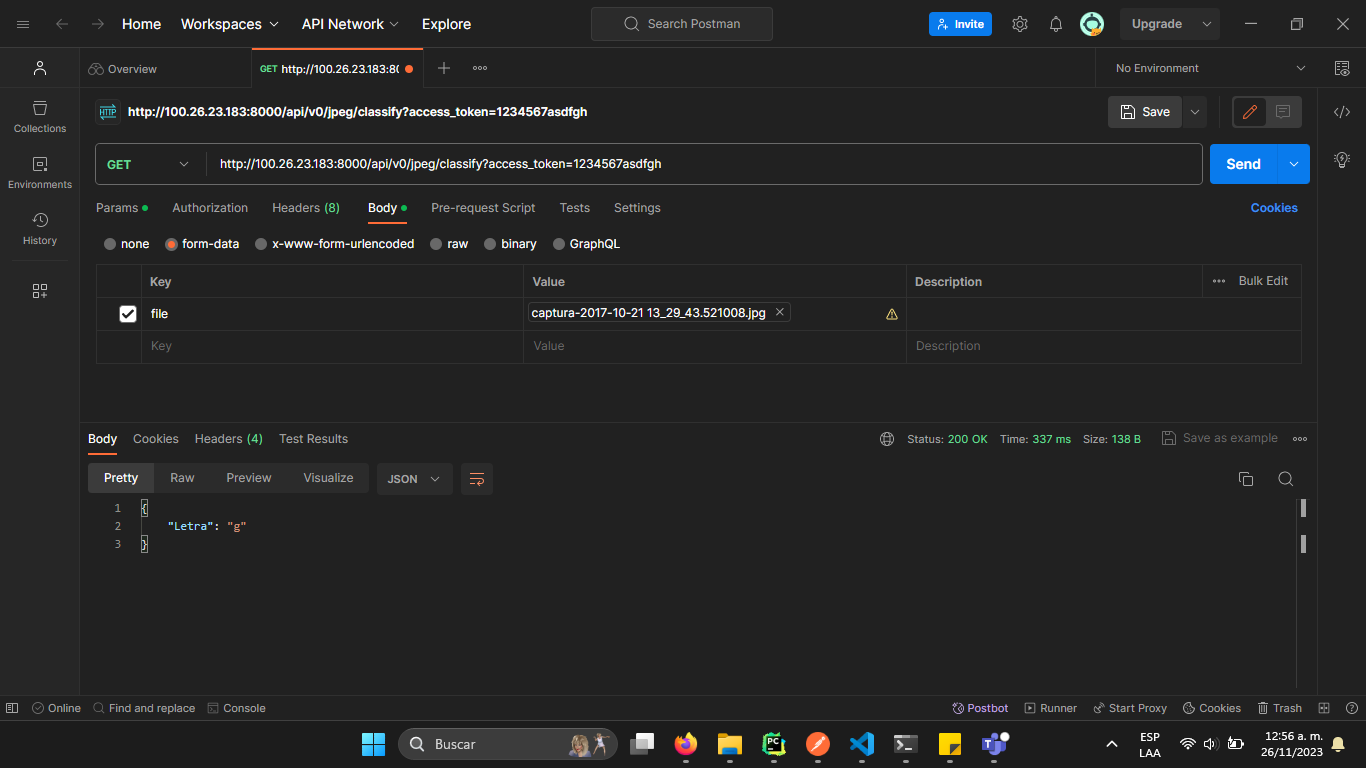 Home Workspaces API Network Explore Search Postman Invite Upgrade
Overview GET http://100.26.23.183:80 No Environment
http://100.26.23.183:8000/api/v0/jpeg/classify?access_token=1234567asdfgh Save
Collections
Environments
History
GET http://100.26.23.183:8000/api/v0/jpeg/classify?access_token=1234567asdfgh Send
Params Authorization Headers (8) Body Pre-request Script Tests Settings Cookies
none form-data x-www-form-urlencoded raw binary GraphQL
Key Value Description Bulk Edit
file captura-2017-10-21 13_29_43.521008.jpg
Key Value Description
Body Cookies Headers (4) Test Results Status: 200 OK Time: 337 ms Size: 138 B Save as example
Pretty Raw Preview Visualize JSON
1 {
2 "Letra": "g"
3 }
Online Find and replace Console Postbot Runner Start Proxy Cookies Trash
Buscar ESP 12:56 a. m.
LAA 26/11/2023